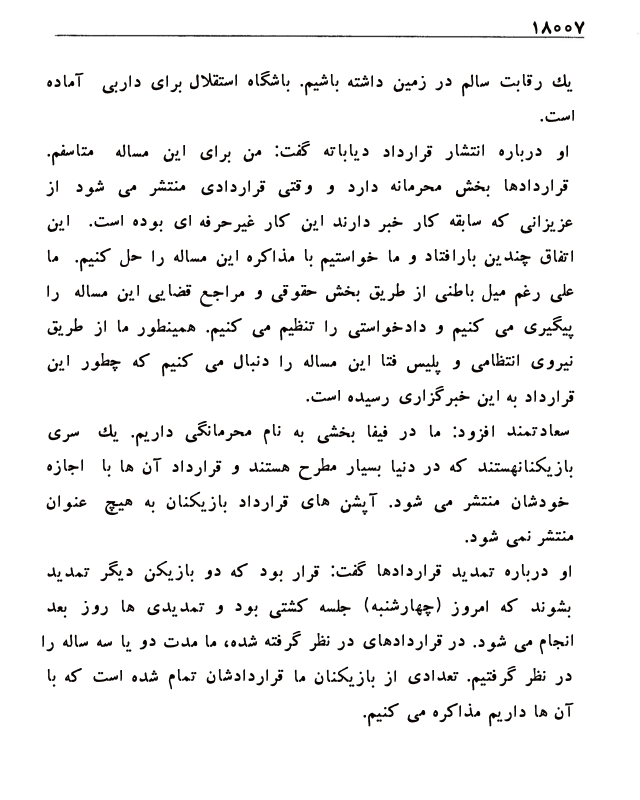 ۱۸۰۰۷
یك رقابت سالم در زمین داشته باشیم. باشگاه استقلال برای داربی آماده
است.
او درباره انتشار قرارداد دیاباته گفت: من برای این مساله متاسفم.
قراردادها بخش محرمانه دارد و وقتی قراردادی منتشر می شود از
عزیزانی که سابقه کار خبر دارند این کار غیرحرفه ای بوده است. این
اتفاق چندین بارافتاد و ما خواستیم با مذاکره این مساله را حل کنیم. ما
علی رغم میل باطنی از طریق بخش حقوقی و مراجع قضایی این مساله را
پیگیری می کنیم و دادخواستی را تنظیم می کنیم. همینطور ما از طریق
نیروی انتظامی و پلیس فتا این مساله را دنبال می کنیم که چطور این
قرارداد به این خبرگزاری رسیده است.
سعادتمند افزود: ما در فیفا بخشی به نام محرمانگی داریم. یك سری
بازیکنانهستند که در دنیا بسیار مطرح هستند و قرارداد آن ها با اجازه
خودشان منتشر می شود. آپشن های قرارداد بازیکنان به هیچ عنوان
منتشر نمی شود.
او درباره تمدید قراردادها گفت: قرار بود که دو بازیکن دیگر تمدید
بشوند که امروز (چهارشنبه) جلسه کشتی بود و تمدیدی ها روز بعد
انجام می شود. در قراردادهای در نظر گرفته شده، ما مدت دو یا سه ساله را
در نظر گرفتیم. تعدادی از بازیکنان ما قراردادشان تمام شده است که با
آن ها داریم مذاکره می کنیم.